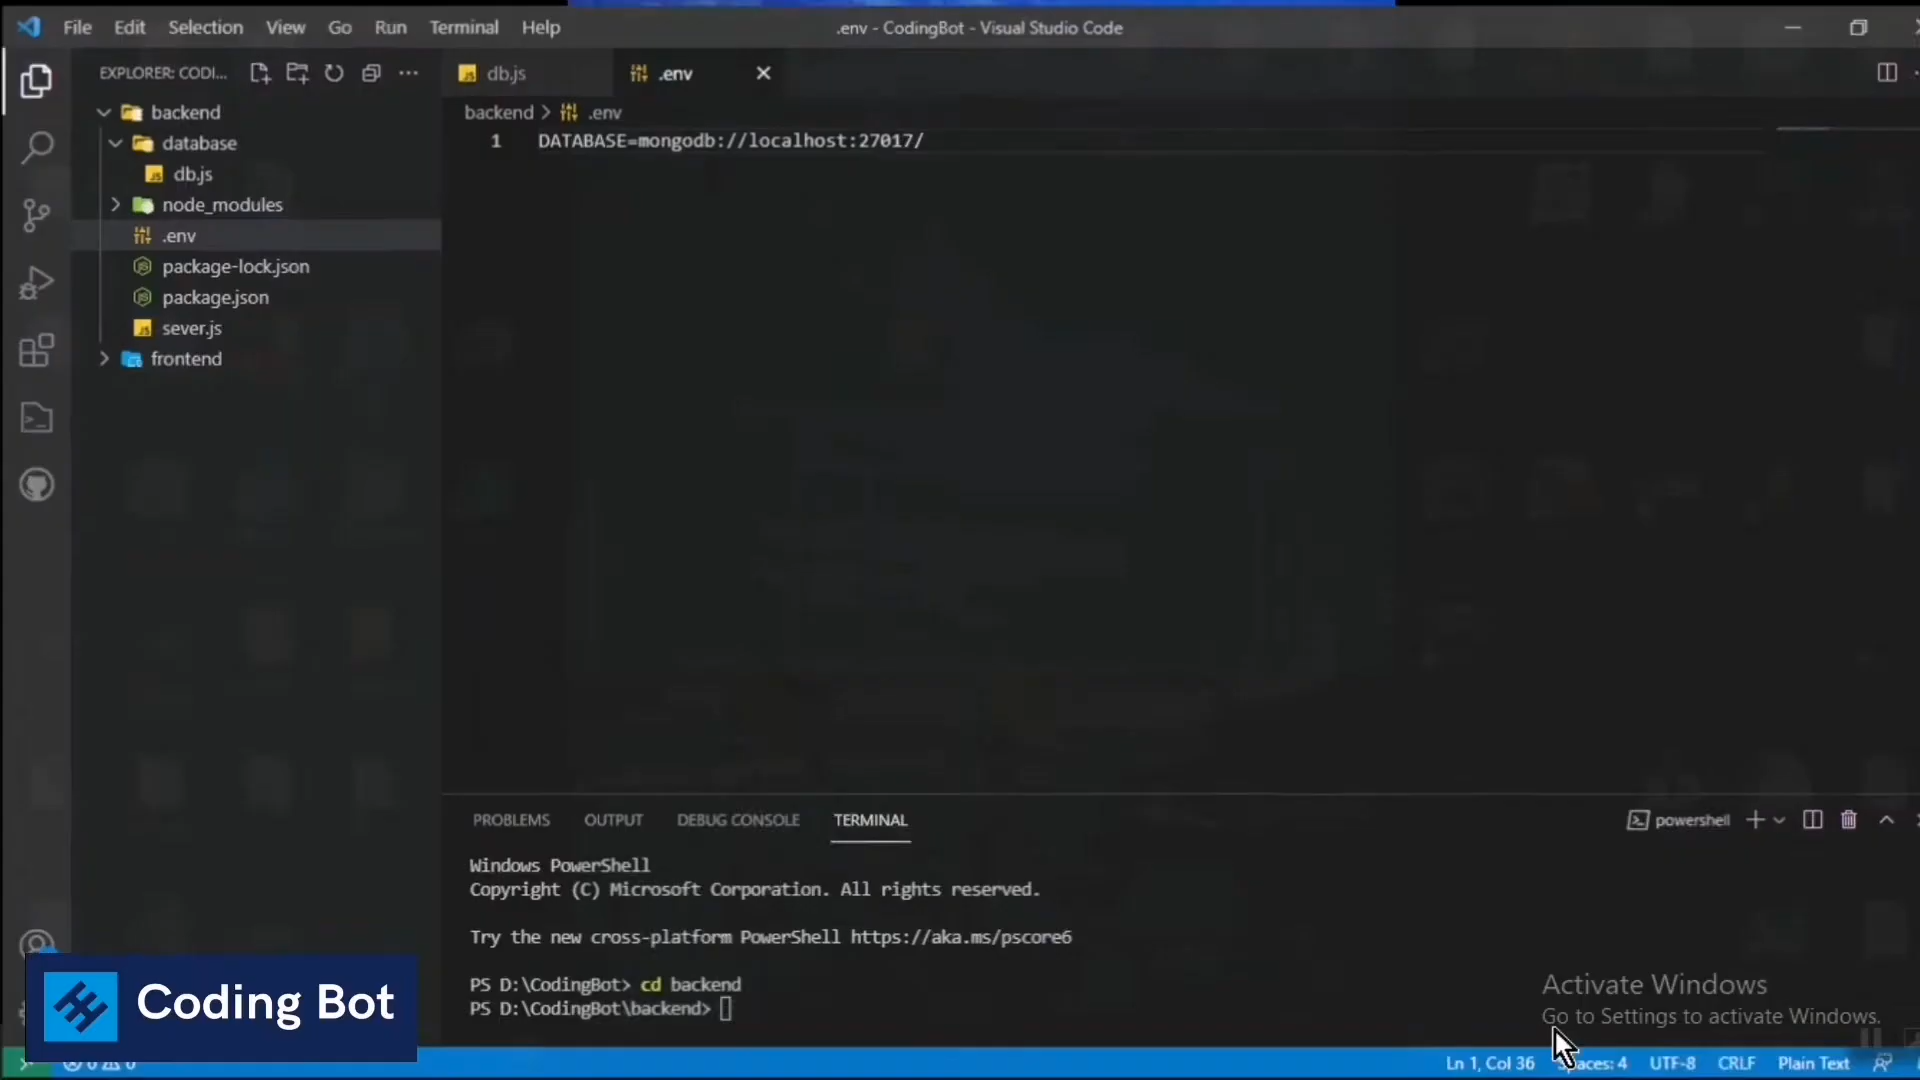 File Edit Selection View Go Run Terminal Help
.env - CodingBot - Visual Studio Code
EXPLORER: CODI...
db.js
.env
backend
database
db.js
node_modules
.env
package-lock.json
package.json
sever.js
frontend
backend > .env
1 DATABASE=mongodb://localhost:27017/
PROBLEMS OUTPUT DEBUG CONSOLE TERMINAL
powershell
Windows PowerShell
Copyright (C) Microsoft Corporation. All rights reserved.
Try the new cross-platform PowerShell https://aka.ms/pscore6
PS D:\CodingBot> cd backend
PS D:\CodingBot\backend>
Activate Windows
Go to Settings to activate Windows.
Coding Bot
Ln 1, Col 36 4 UTF-8 CRLF Plain Text